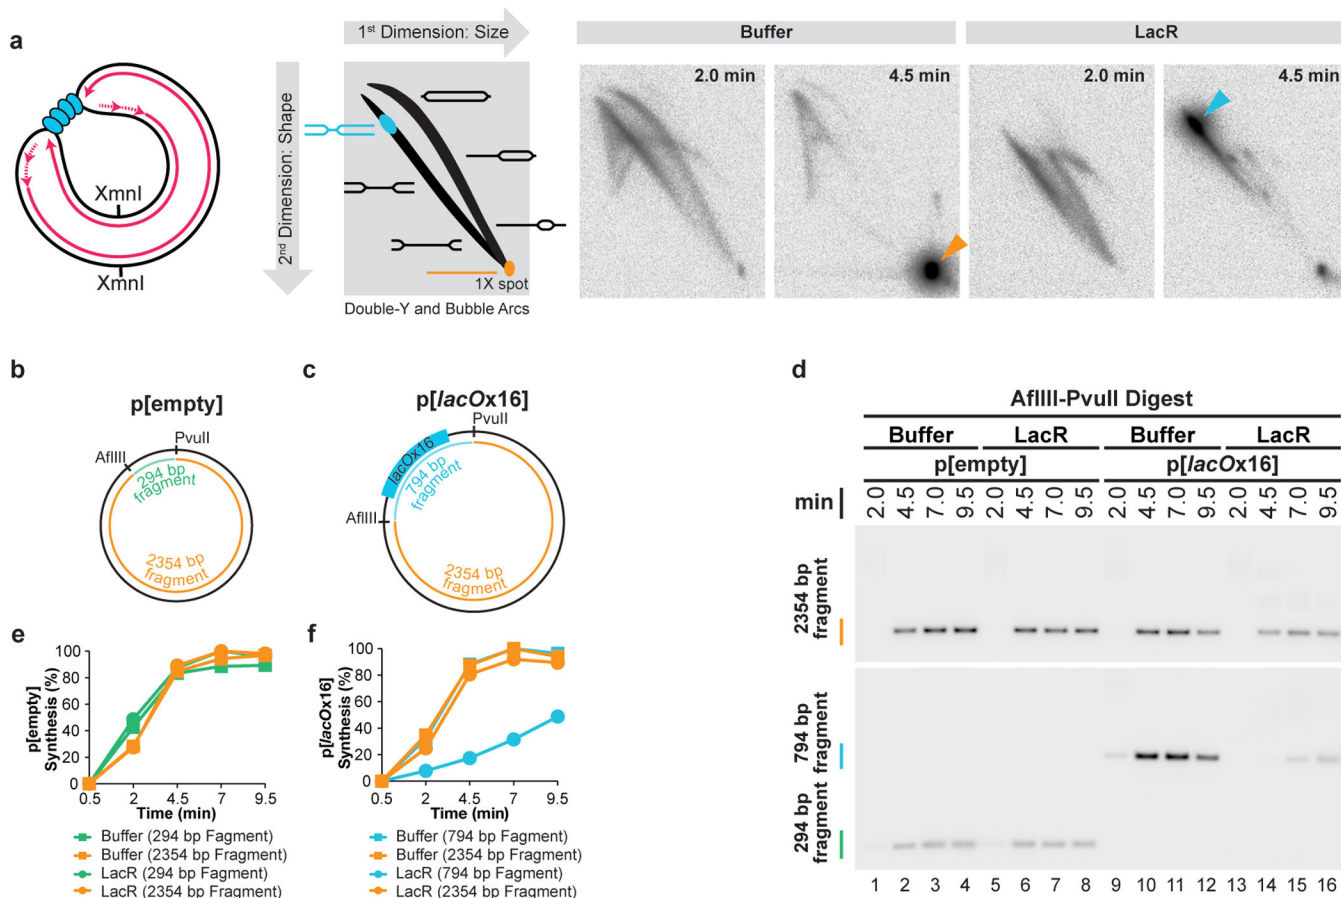 a
1st Dimension: Size
2nd Dimension: Shape
XmnI
XmnI
1X spot
Double-Y and Bubble Arcs
Buffer
LacR
2.0 min
4.5 min
2.0 min
4.5 min
b
p[empty]
PvuII
AflIII
294 bp
fragment
2354 bp
fragment
c
p[lacOx16]
PvuII
lacOx16
794 bp
fragment
AflIII
2354 bp
fragment
d
AflIII-PvuII Digest
Buffer LacR Buffer LacR
p[empty] p[lacOx16]
min 2.0 4.5 7.0 9.5 2.0 4.5 7.0 9.5 2.0 4.5 7.0 9.5 2.0 4.5 7.0 9.5
2354 bp
fragment
794 bp
fragment
294 bp
fragment
1 2 3 4 5 6 7 8 9 10 11 12 13 14 15 16
e
p[empty]
Synthesis (%)
100
80
60
40
20
0
0.5 2 4.5 7 9.5
Time (min)
Buffer (294 bp Fagment)
Buffer (2354 bp Fragment)
LacR (294 bp Fagment)
LacR (2354 bp Fragment)
f
p[lacOx16]
Synthesis (%)
100
80
60
40
20
0
0.5 2 4.5 7 9.5
Time (min)
Buffer (794 bp Fagment)
Buffer (2354 bp Fragment)
LacR (794 bp Fagment)
LacR (2354 bp Fragment)